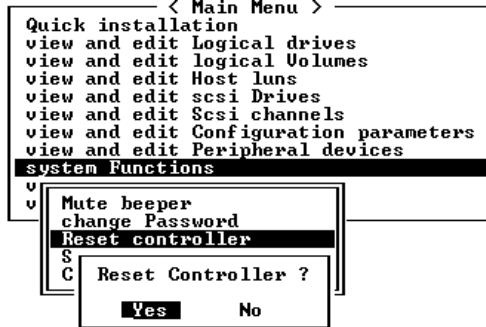 < Main Menu >
Quick installation
view and edit Logical drives
view and edit logical Volumes
view and edit Host luns
view and edit scsi Drives
view and edit Scsi channels
view and edit Configuration parameters
view and edit Peripheral devices
system Functions
v
v
Mute beeper
change Password
Reset controller
S
C
Reset Controller ?
Yes No